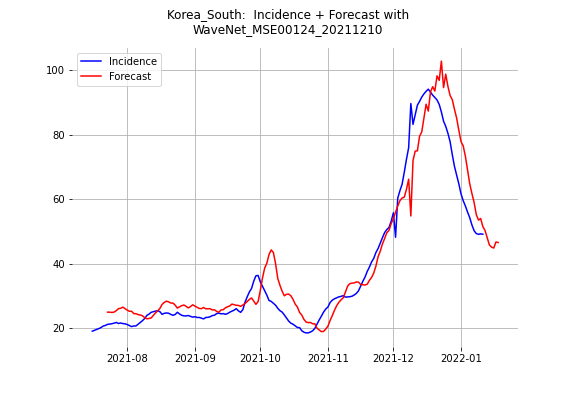 Korea_South:  Incidence + Forecast with
WaveNet_MSE00124_20211210
Incidence
Forecast
100
80
60
40
20
2021-08 2021-09 2021-10 2021-11 2021-12 2022-01